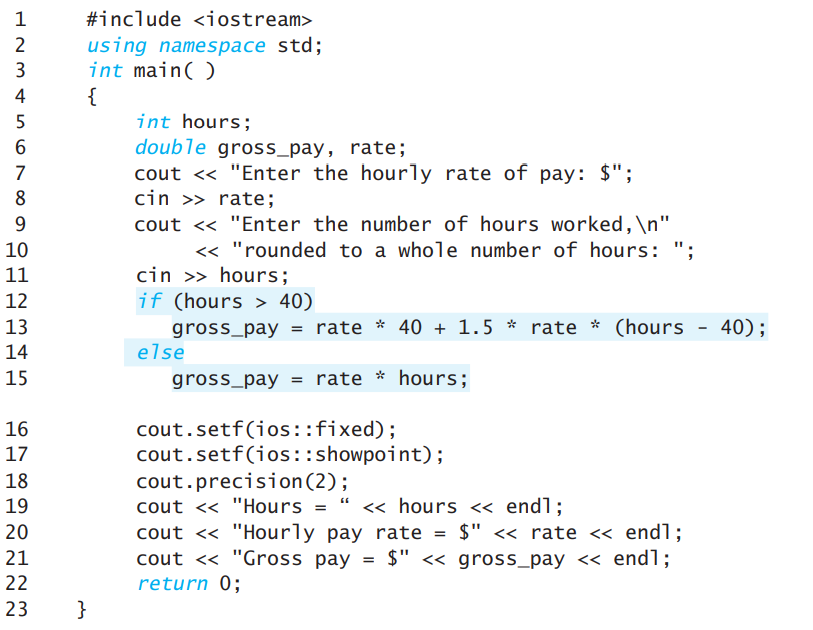 1 #include <iostream>
2 using namespace std;
3 int main( )
4 {
5 int hours;
6 double gross_pay, rate;
7 cout << "Enter the hourly rate of pay: $";
8 cin >> rate;
9 cout << "Enter the number of hours worked,\n"
10 << "rounded to a whole number of hours: ";
11 cin >> hours;
12 if (hours > 40)
13 gross_pay = rate * 40 + 1.5 * rate * (hours - 40);
14 else
15 gross_pay = rate * hours;
16 cout.setf(ios::fixed);
17 cout.setf(ios::showpoint);
18 cout.precision(2);
19 cout << "Hours = “ << hours << endl;
20 cout << "Hourly pay rate = $" << rate << endl;
21 cout << "Gross pay = $" << gross_pay << endl;
22 return 0;
23 }